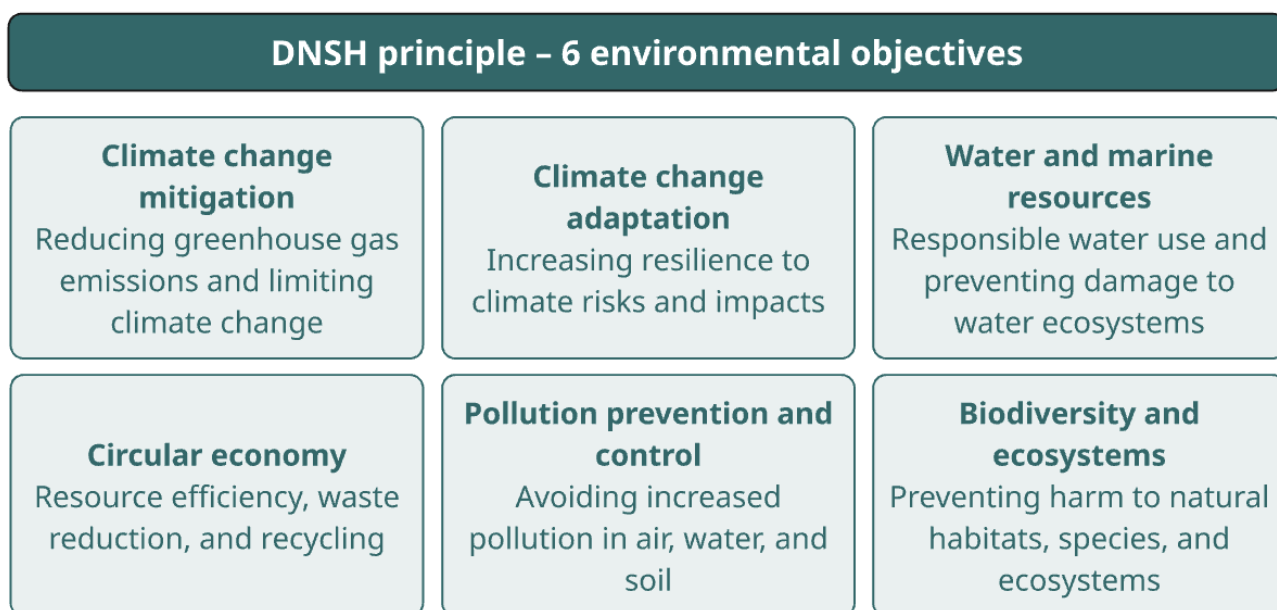 DNSH principle – 6 environmental objectives
Climate change
mitigation
Reducing greenhouse gas
emissions and limiting
climate change
Climate change
adaptation
Increasing resilience to
climate risks and impacts
Water and marine
resources
Responsible water use and
preventing damage to
water ecosystems
Circular economy
Resource efficiency, waste
reduction, and recycling
Pollution prevention and
control
Avoiding increased
pollution in air, water, and
soil
Biodiversity and
ecosystems
Preventing harm to natural
habitats, species, and
ecosystems